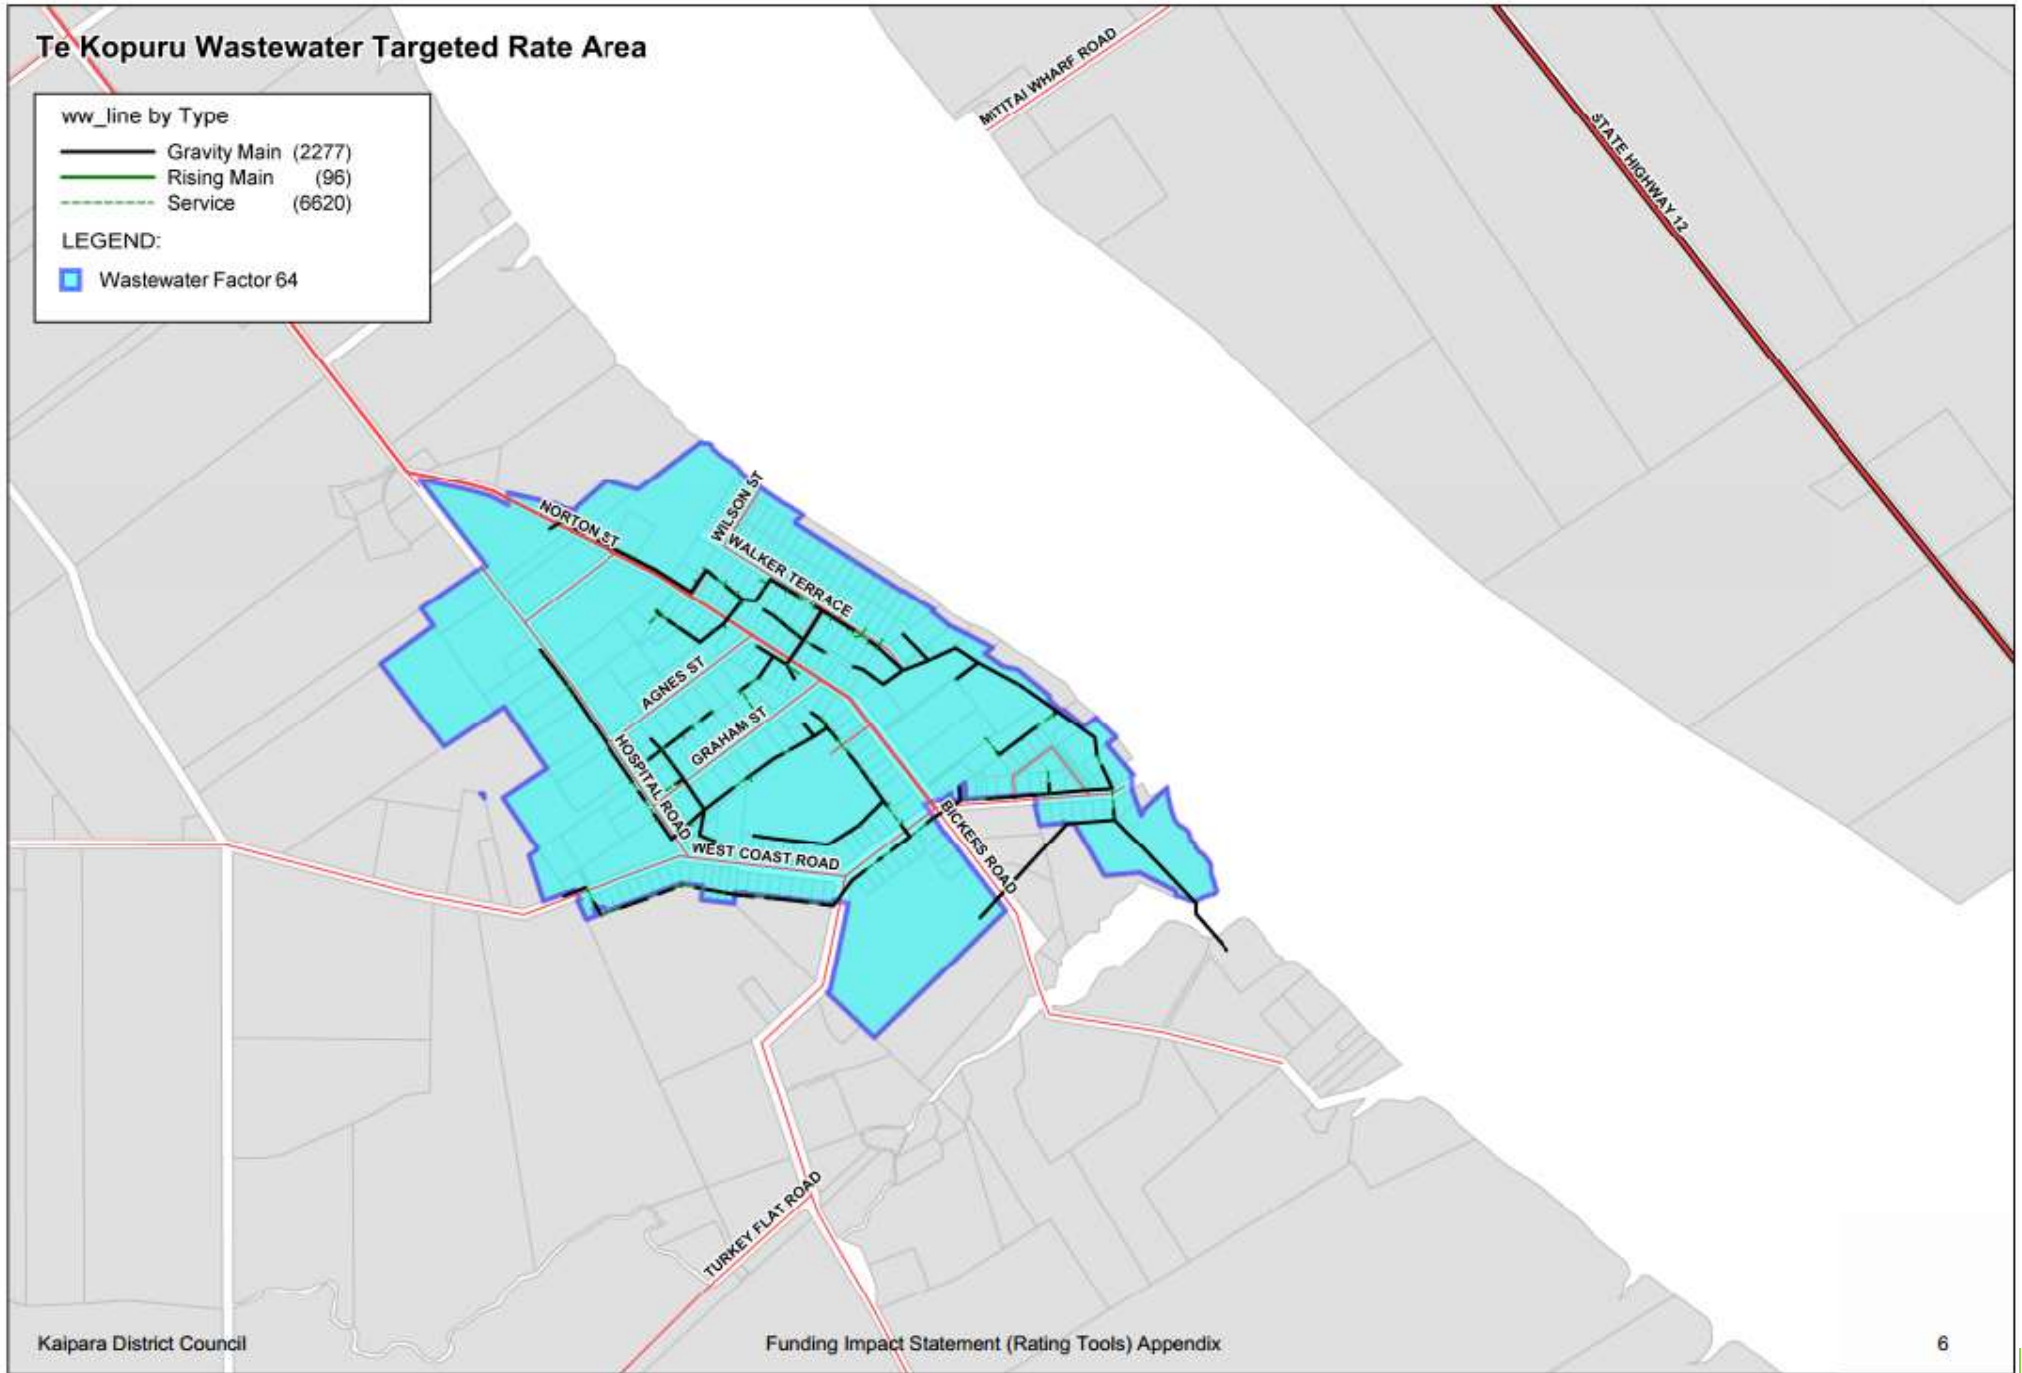 Te Kopuru Wastewater Targeted Rate Area
ww_line by Type
Gravity Main (2277)
Rising Main (96)
Service (6620)
LEGEND:
Wastewater Factor 64
MITITAI WHARF ROAD
STATE HIGHWAY 12
NORTON ST
WILSON ST
WALKER TERRACE
AGNES ST
GRAHAM ST
HOSPITAL ROAD
WEST COAST ROAD
BICKERS ROAD
TURKEY FLAT ROAD
Kaipara District Council
Funding Impact Statement (Rating Tools) Appendix
6